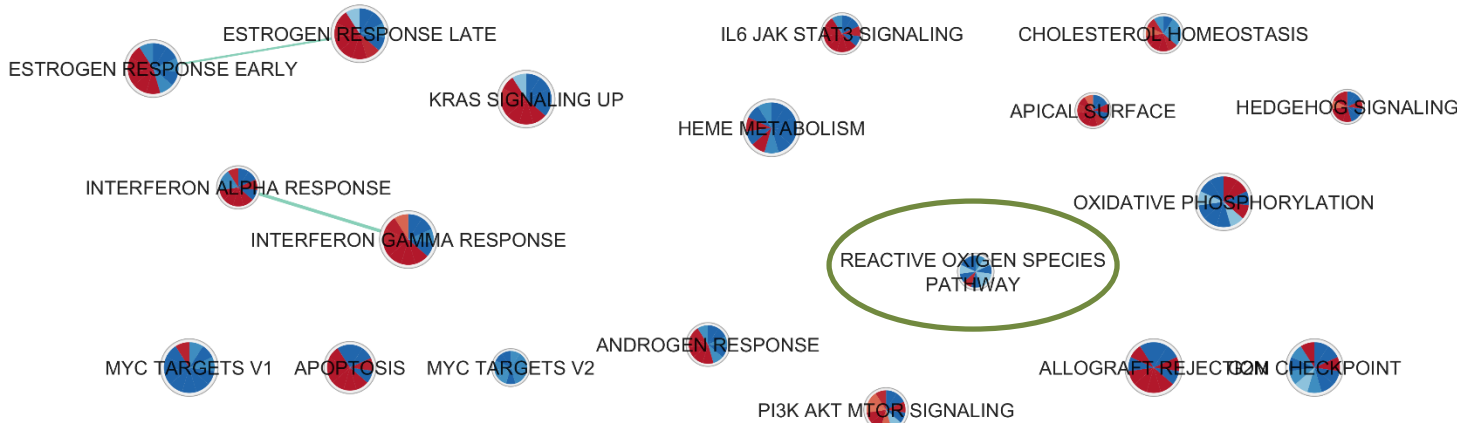 ESTROGEN RESPONSE LATE
IL6 JAK STAT3 SIGNALING
CHOLESTEROL HOMEOSTASIS
ESTROGEN RESPONSE EARLY
KRAS SIGNALING UP
HEME METABOLISM
APICAL SURFACE
HEDGEHOG SIGNALING
INTERFERON ALPHA RESPONSE
OXIDATIVE PHOSPHORYLATION
INTERFERON GAMMA RESPONSE
REACTIVE OXIGEN SPECIES
PATHWAY
ANDROGEN RESPONSE
MYC TARGETS V1
APOPTOSIS
MYC TARGETS V2
ALLOGRAFT REJECTION
G2M CHECKPOINT
PI3K AKT MTOR SIGNALING